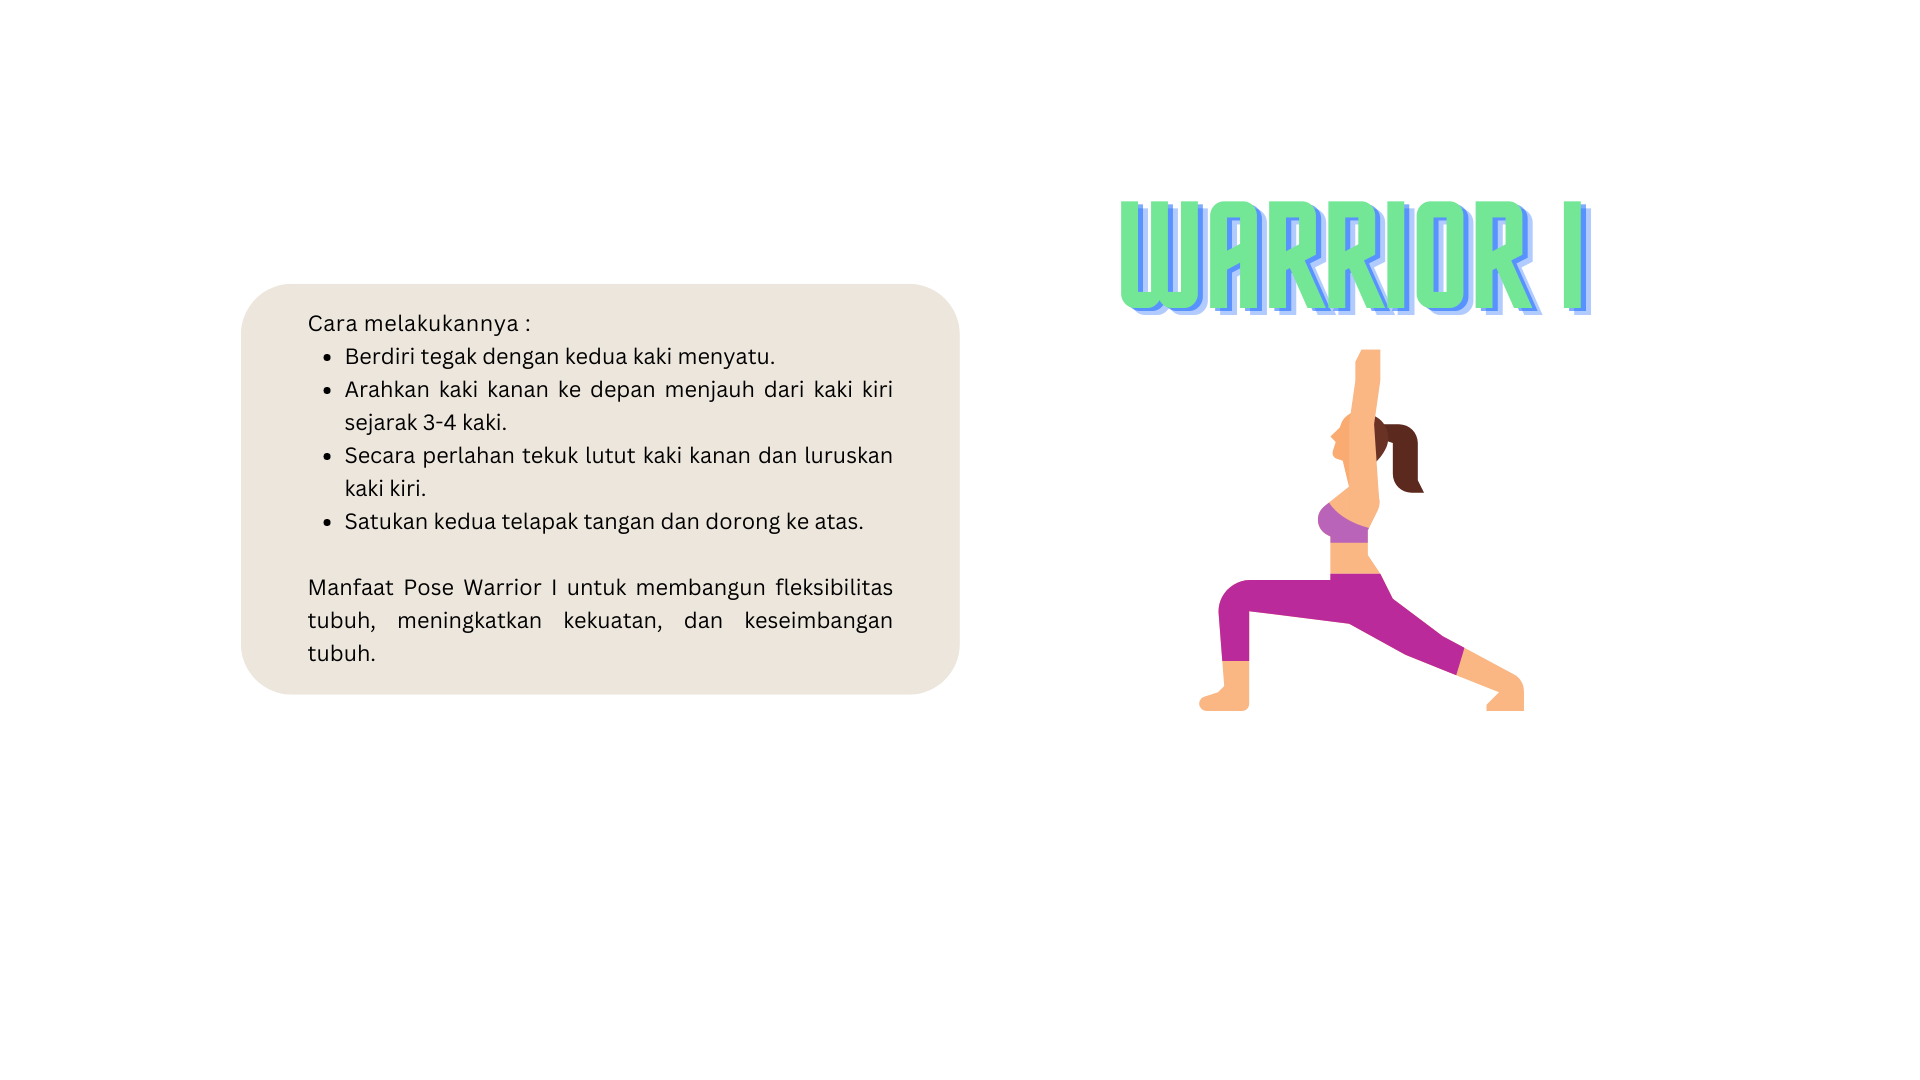 WARRIOR I
Cara melakukannya :
• Berdiri tegak dengan kedua kaki menyatu.
• Arahkan kaki kanan ke depan menjauh dari kaki kiri
sejarak 3-4 kaki.
• Secara perlahan tekuk lutut kaki kanan dan luruskan
kaki kiri.
• Satukan kedua telapak tangan dan dorong ke atas.
Manfaat Pose Warrior I untuk membangun fleksibilitas
tubuh, meningkatkan kekuatan, dan keseimbangan
tubuh.